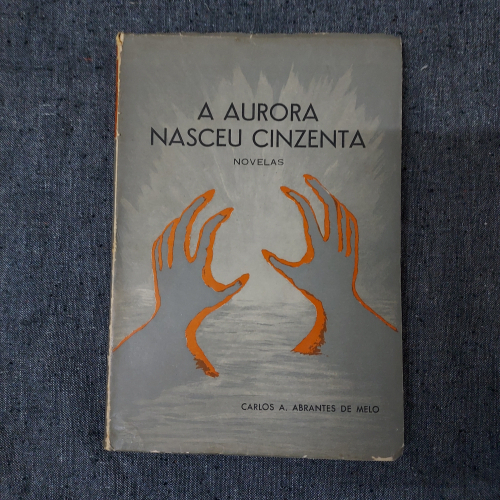 A AURORA
NASCEU CINZENTA
NOVELAS
CARLOS A. ABRANTES DE MELO